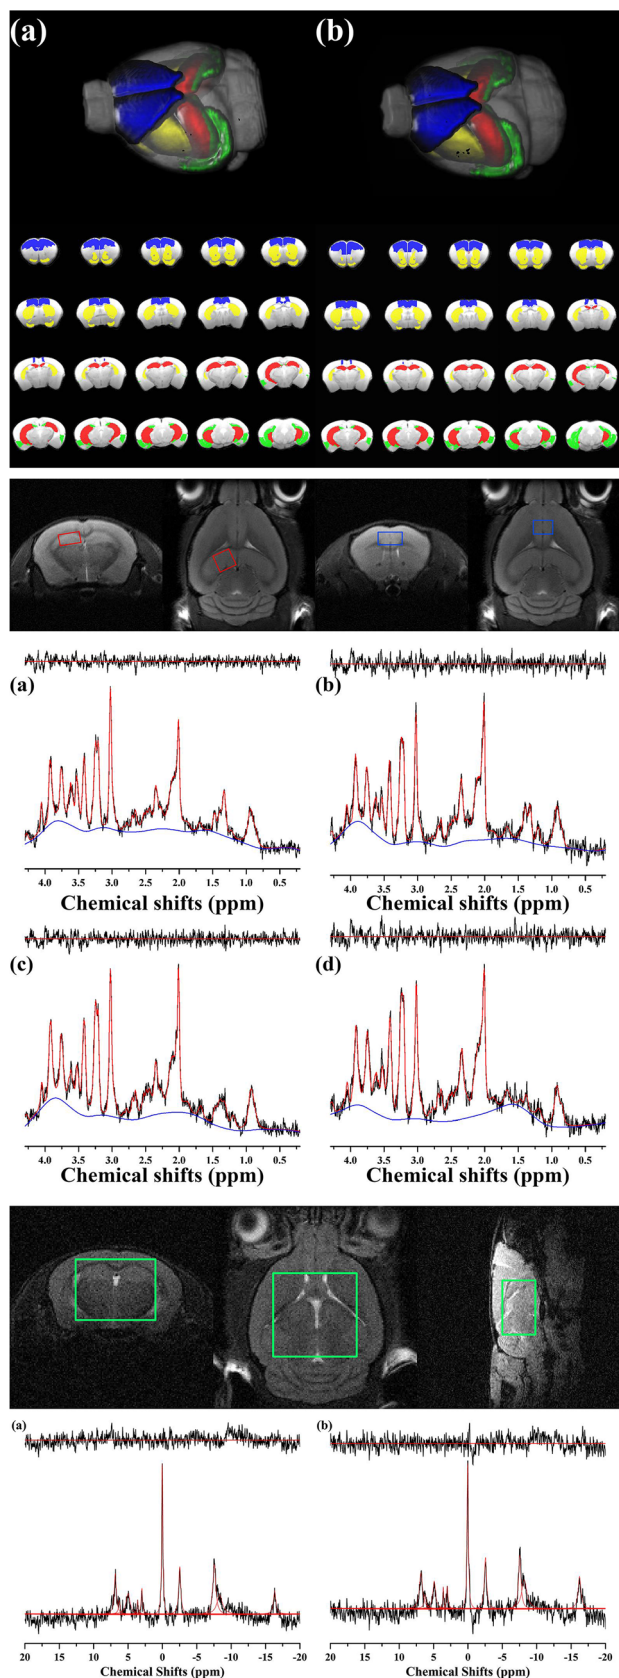 (a) (b)
(a) (b)
4.0 3.5 3.0 2.5 2.0 1.5 1.0 0.5 4.0 3.5 3.0 2.5 2.0 1.5 1.0 0.5
Chemical shifts (ppm) Chemical shifts (ppm)
(c) (d)
4.0 3.5 3.0 2.5 2.0 1.5 1.0 0.5 4.0 3.5 3.0 2.5 2.0 1.5 1.0 0.5
Chemical shifts (ppm) Chemical shifts (ppm)
(a) (b)
20 15 10 5 0 -5 -10 -15 -20 20 15 10 5 0 -5 -10 -15 -20
Chemical Shifts (ppm) Chemical Shifts (ppm)